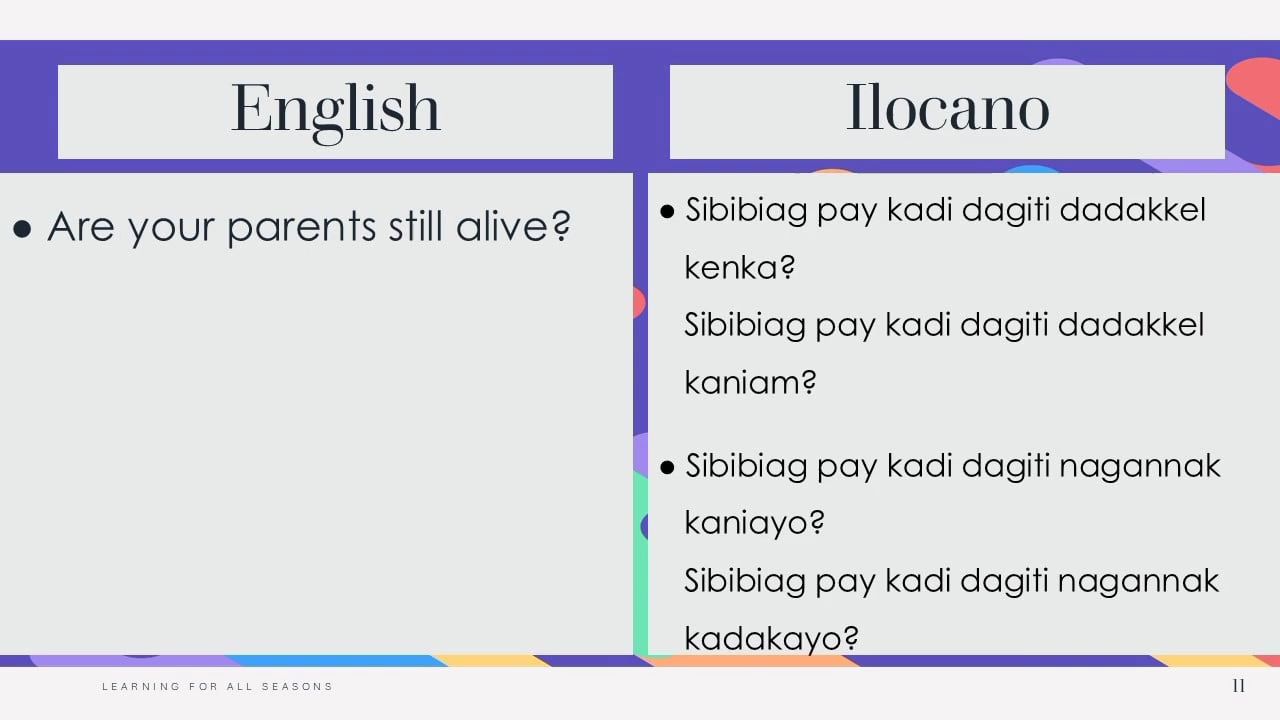 English
Ilocano
● Are your parents still alive?
● Sibibiag pay kadi dagiti dadakkel
kenka?
Sibibiag pay kadi dagiti dadakkel
kaniam?
● Sibibiag pay kadi dagiti nagannak
kaniayo?
Sibibiag pay kadi dagiti nagannak
kadakayo?
LEARNING FOR ALL SEASONS
11